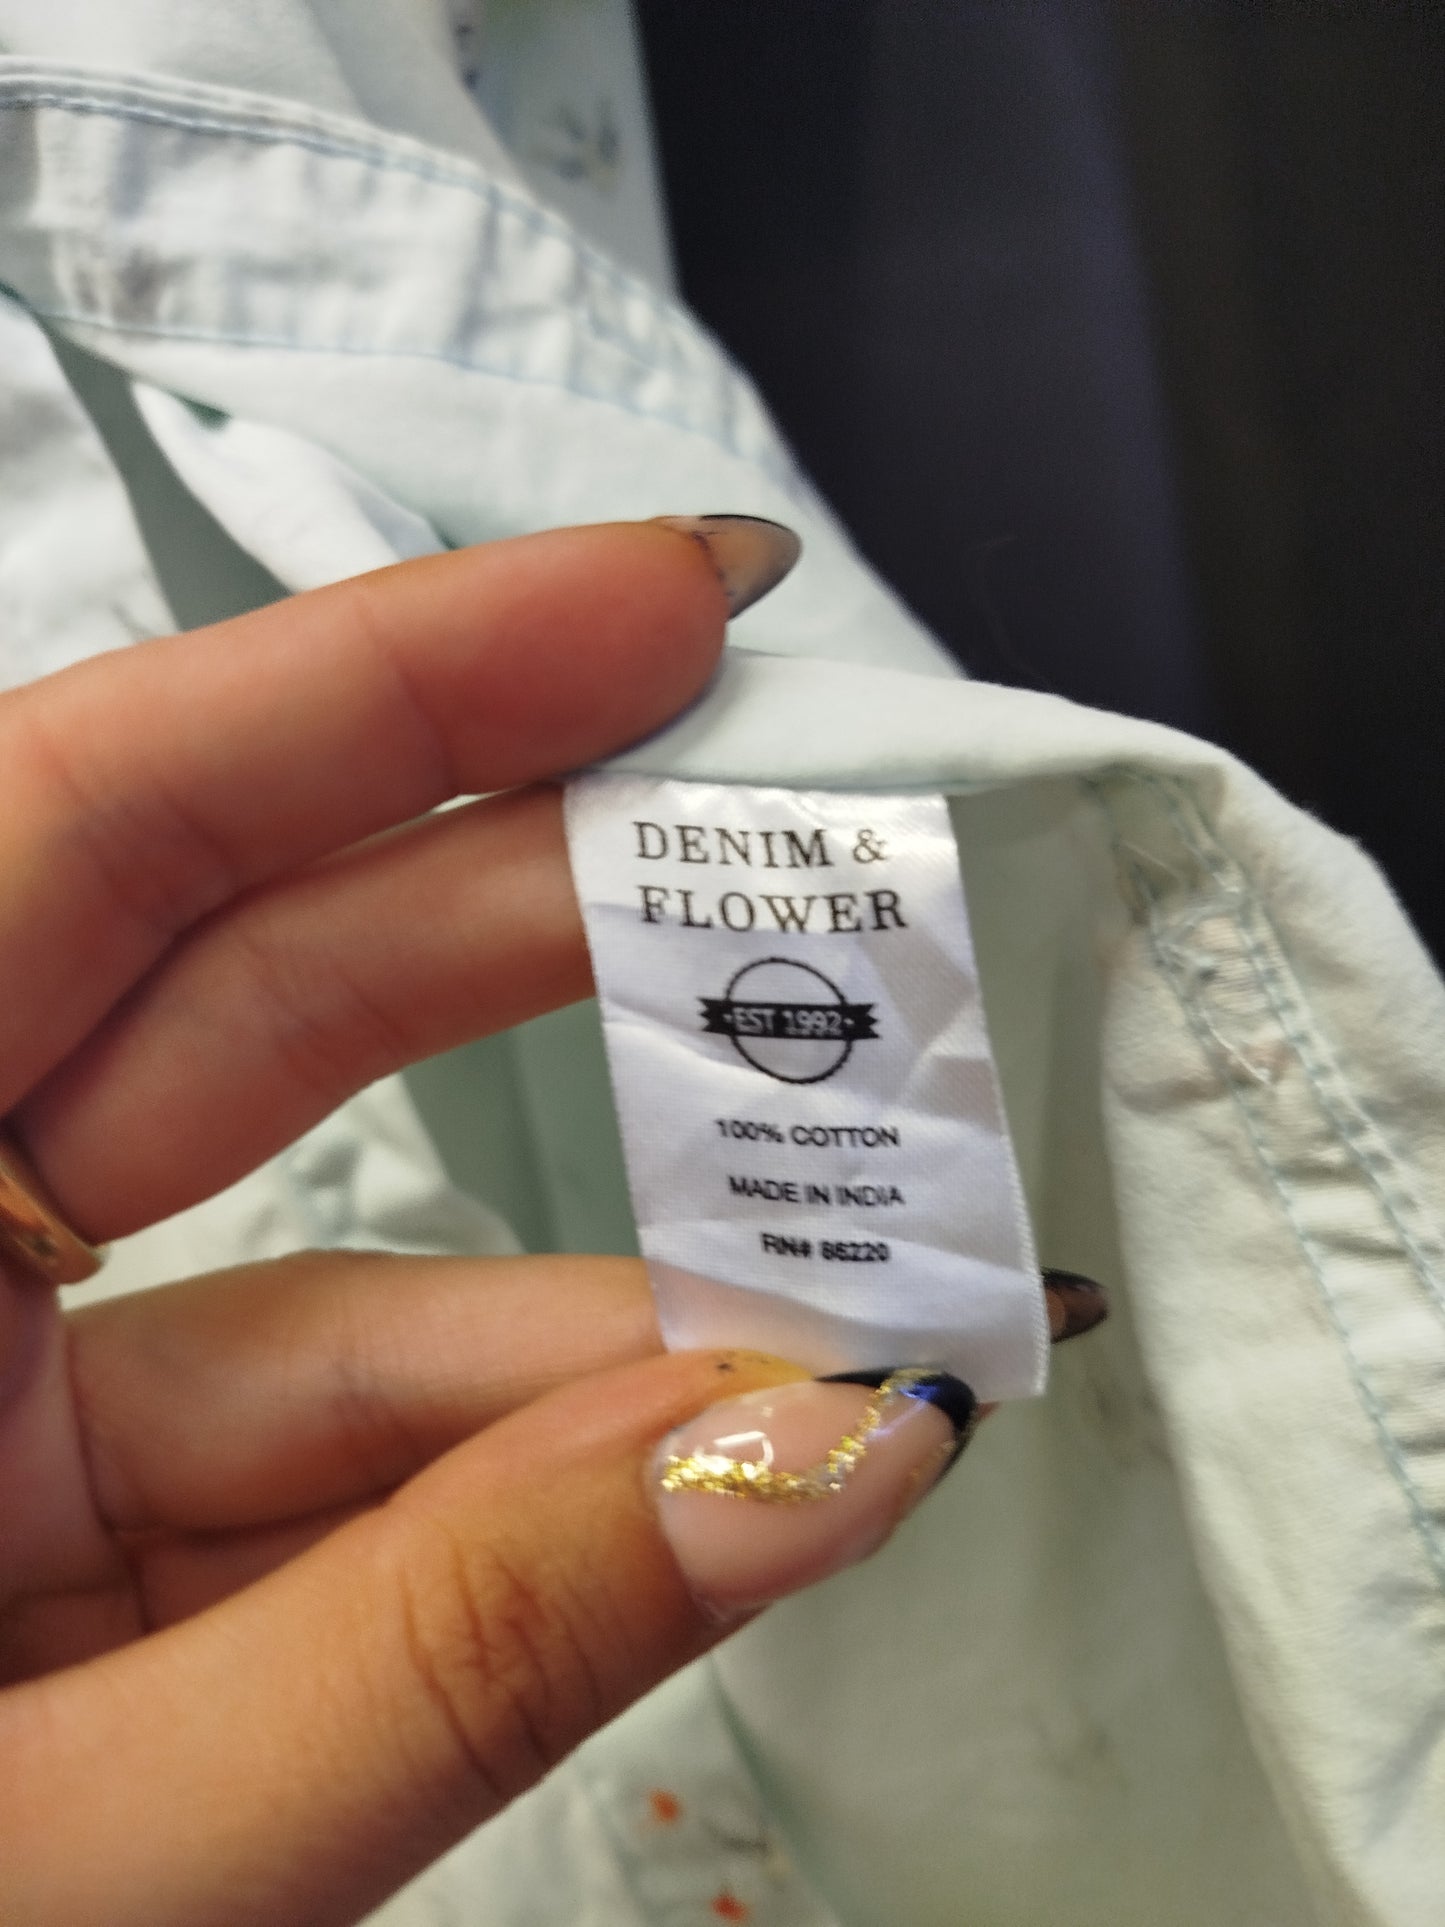 DENIM &
FLOWER
·EST 1992·
100% COTTON
MADE IN INDIA
RN# 86220